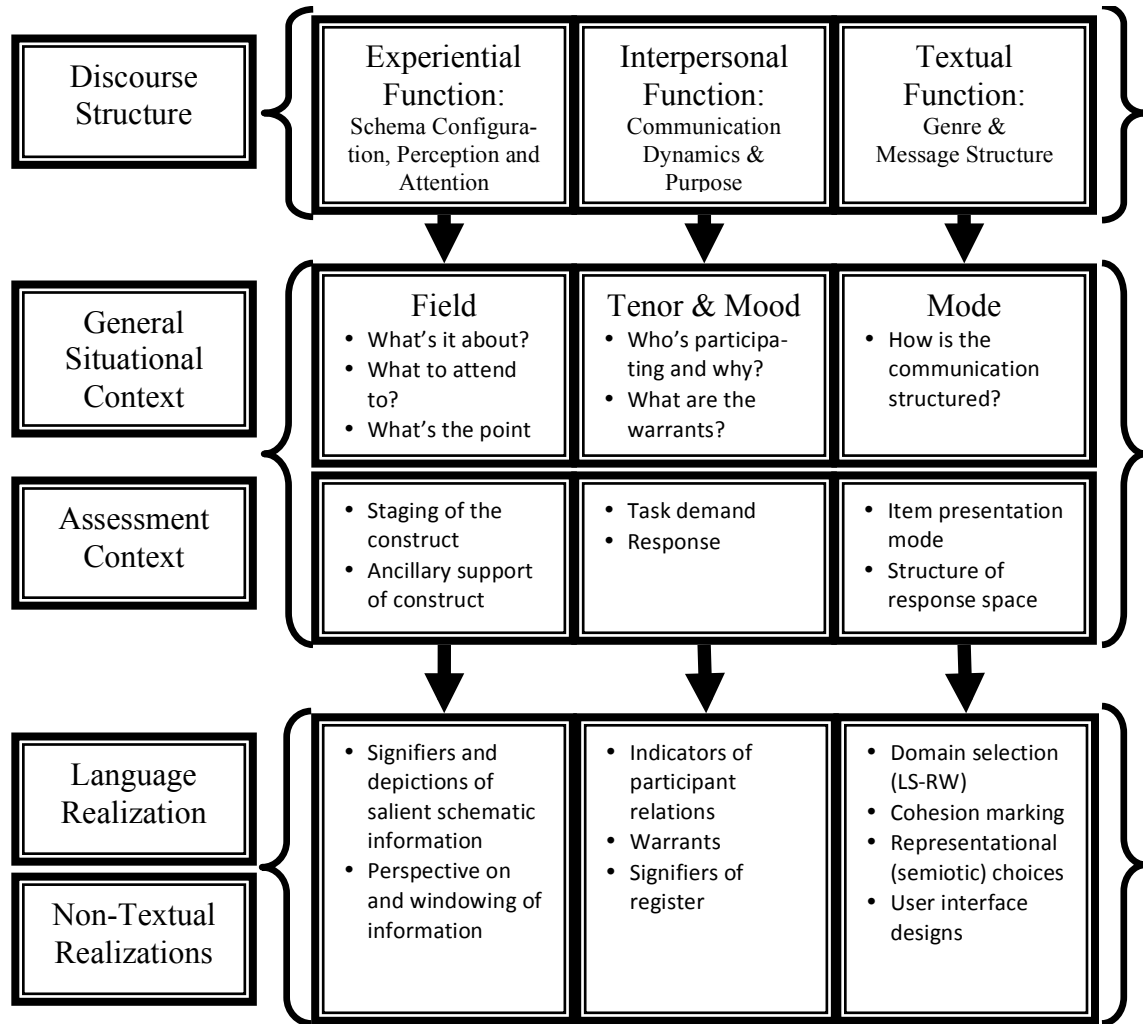 Discourse
Structure
Experiential
Function:
Schema Configura-
tion, Perception and
Attention
Interpersonal
Function:
Communication
Dynamics &
Purpose
Textual
Function:
Genre &
Message Structure
General
Situational
Context
Field
• What's it about?
• What to attend
to?
• What's the point
Tenor & Mood
• Who's participa-
ting and why?
• What are the
warrants?
Mode
• How is the
communication
structured?
Assessment
Context
• Staging of the
construct
• Ancillary support
of construct
• Task demand
• Response
• Item presentation
mode
• Structure of
response space
Language
Realization
Non-Textual
Realizations
• Signifiers and
depictions of
salient schematic
information
• Perspective on
and windowing of
information
• Indicators of
participant
relations
• Warrants
• Signifiers of
register
• Domain selection
(LS-RW)
• Cohesion marking
• Representational
(semiotic) choices
• User interface
designs